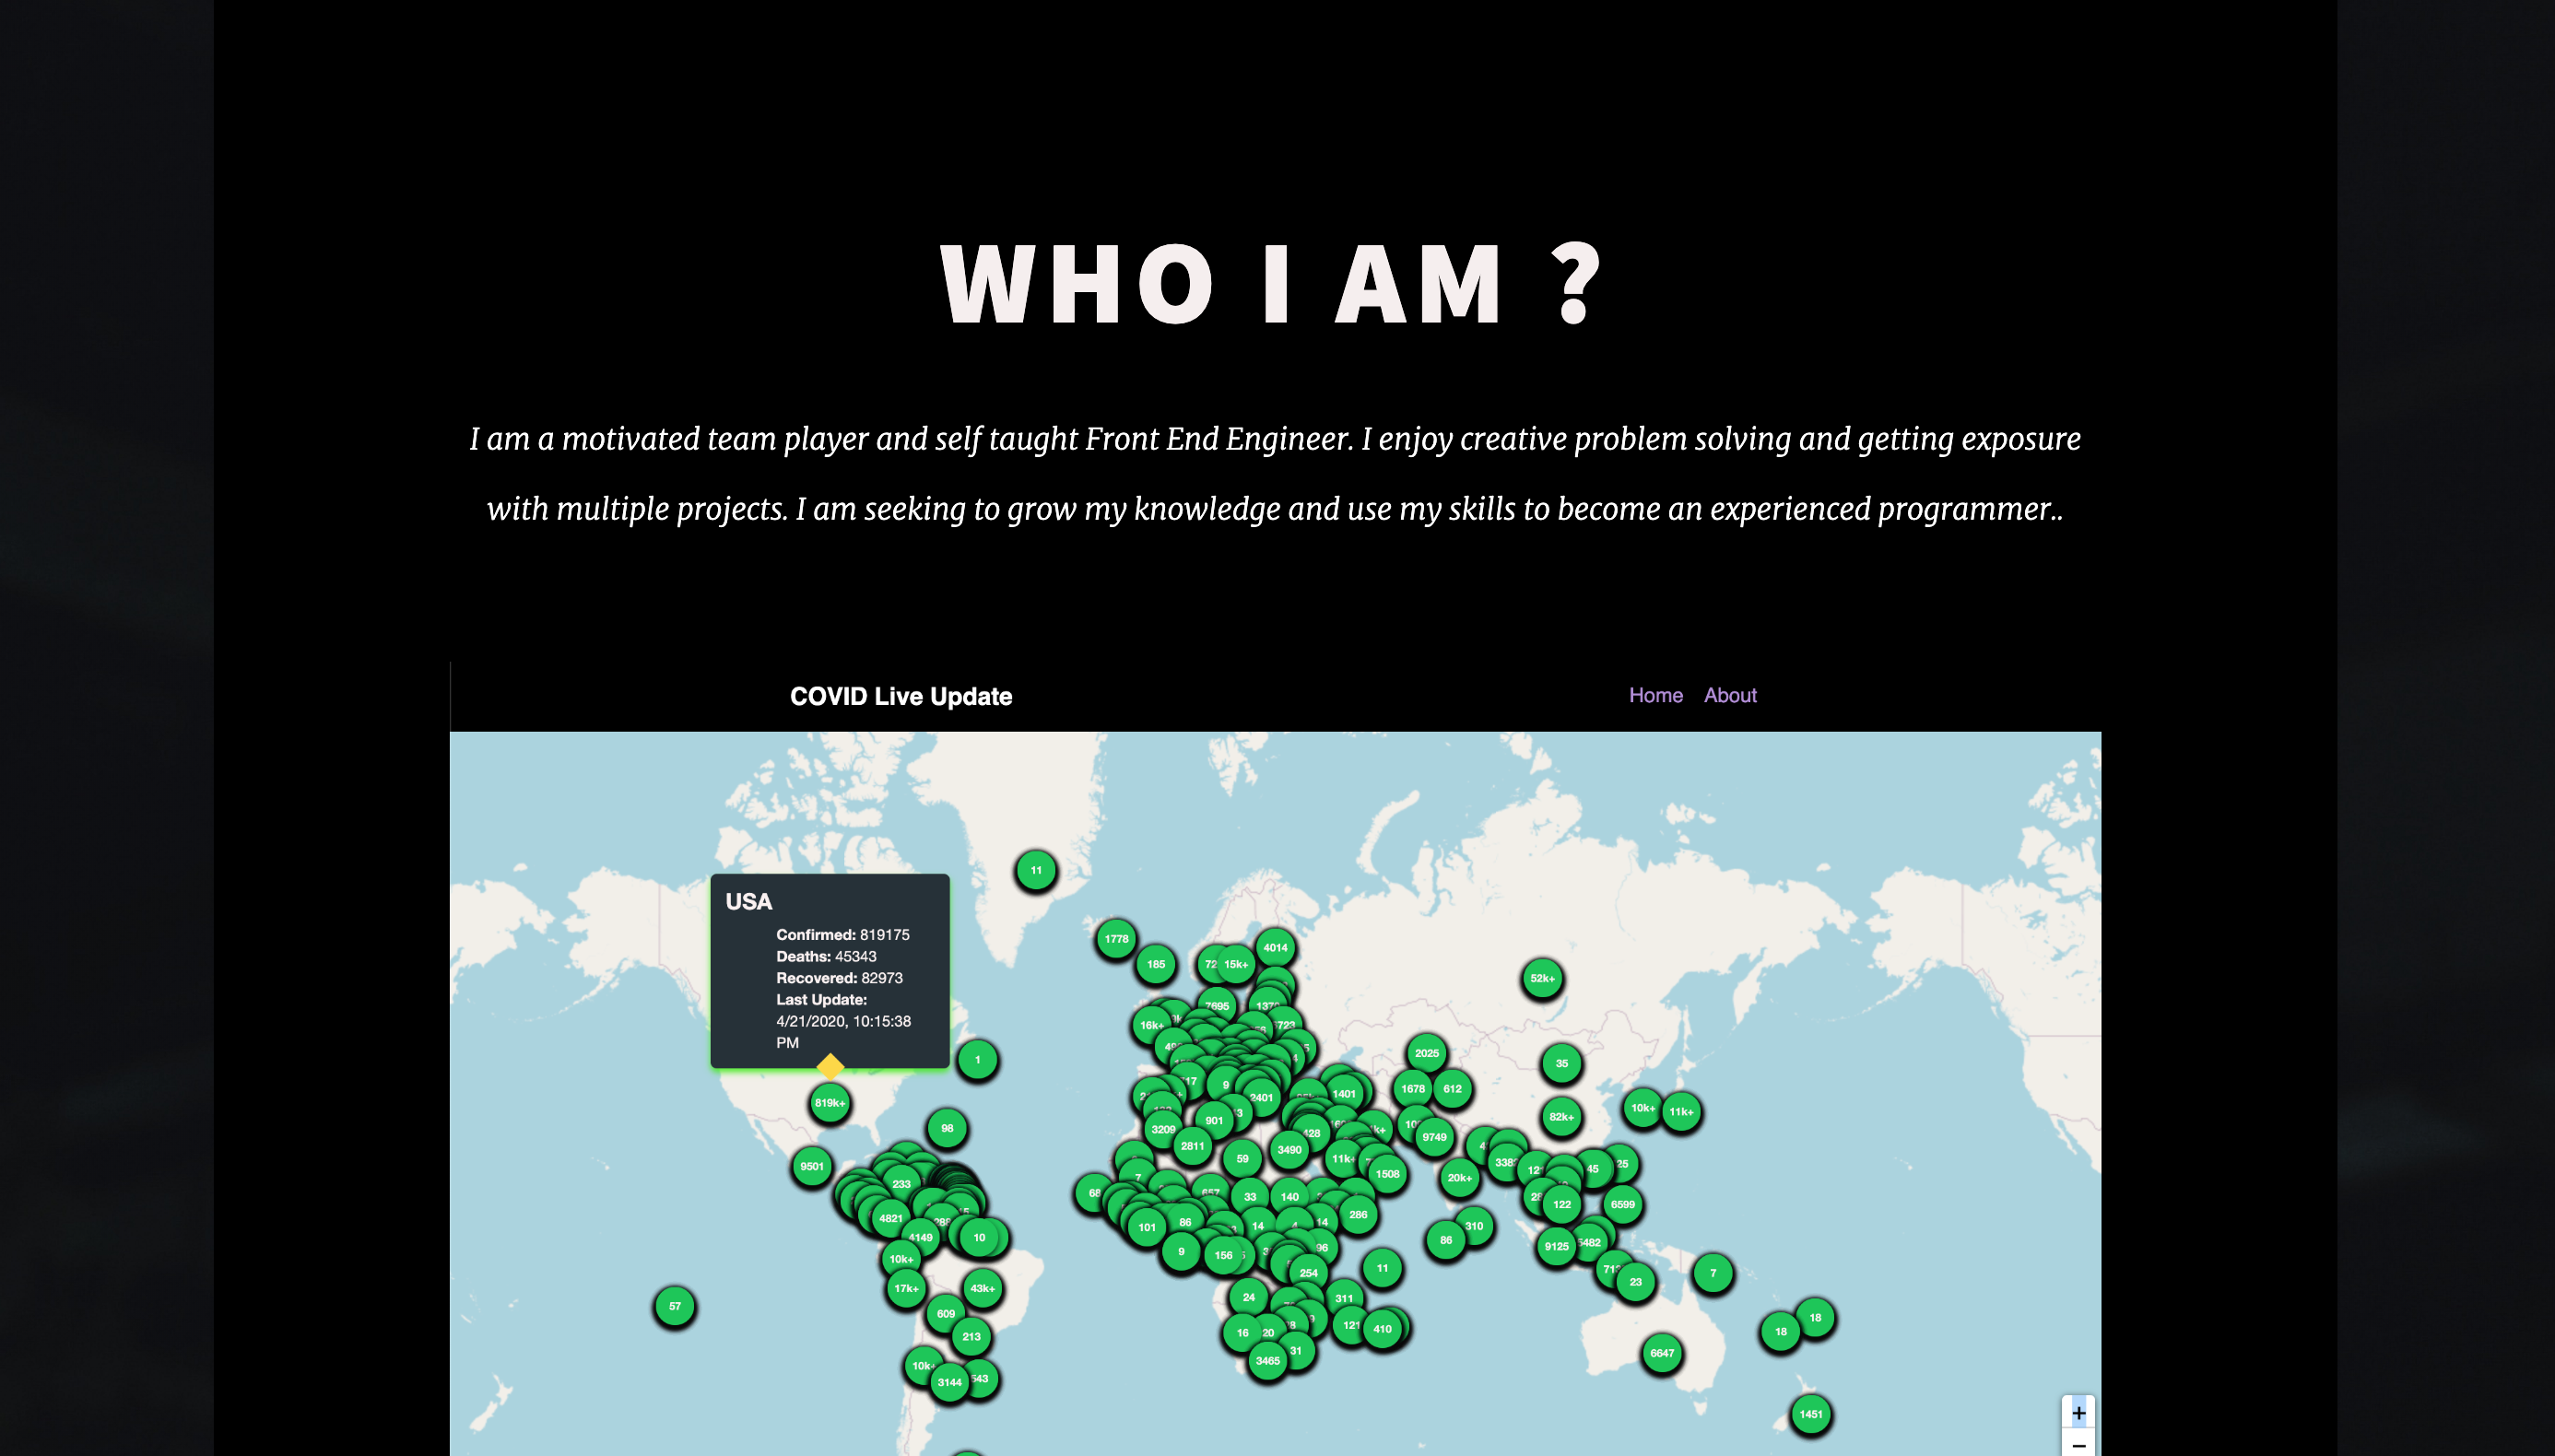 WHO I AM ?
I am a motivated team player and self taught Front End Engineer. I enjoy creative problem solving and getting exposure
with multiple projects. I am seeking to grow my knowledge and use my skills to become an experienced programmer..
COVID Live Update
Home About
11
USA
Confirmed: 819175
Deaths: 45343
Recovered: 82973
Last Update:
4/21/2020, 10:15:38
PM
1778
4014
185
15k+
52k+
7695
16k+
2025
1
35
1678
612
1401
2401
819k+
10k+
11k+
98
901
82k+
3209
428
9749
2811
59
3490
11k+
9501
1508
20k+
7
233
68
33
140
122
6599
4821
86
286
101
14
310
4149
10
86
9
156
9125
10k+
254
11
7
23
17k+
43k+
24
311
57
609
18
213
16
20
121
410
18
31
6647
3465
3144
1451
+
−